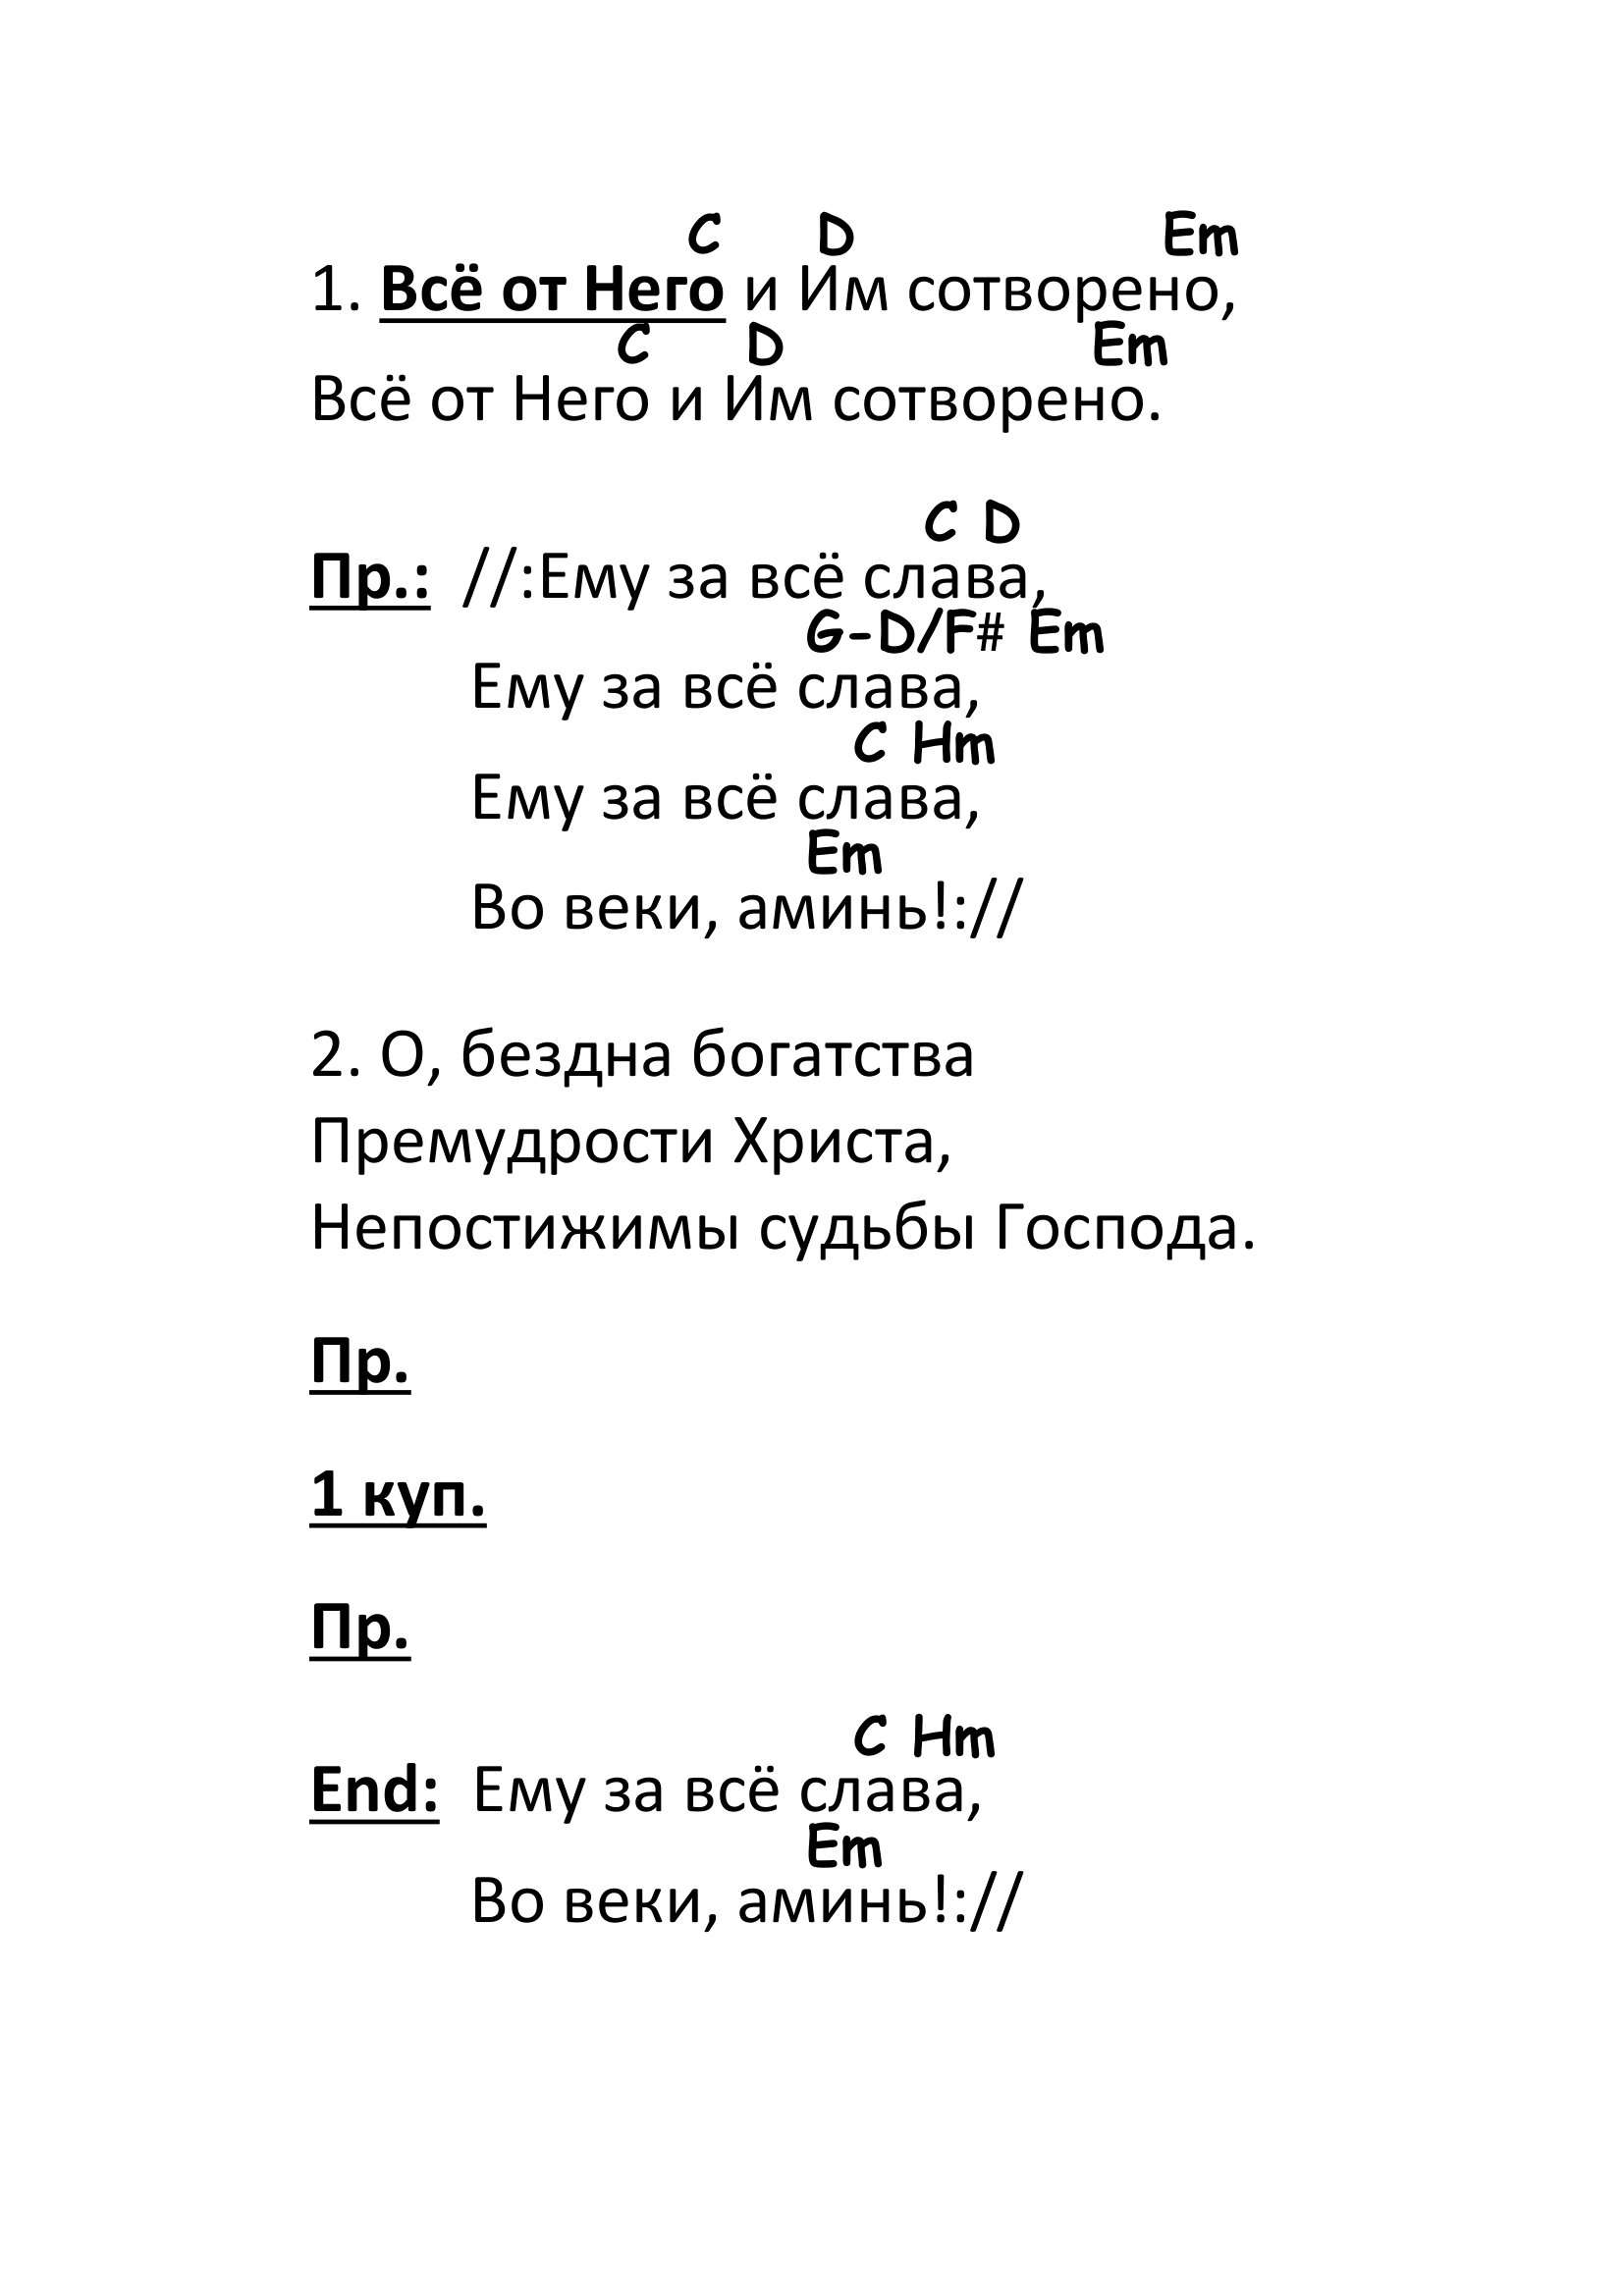 C D Em
1. Всё от Него и Им сотворено,
C D Em
Всё от Него и Им сотворено.
C D
Пр.: //:Ему за всё слава,
G-D/F# Em
Ему за всё слава,
C Hm
Ему за всё слава,
Em
Во веки, аминь!://
2. О, бездна богатства
Премудрости Христа,
Непостижимы судьбы Господа.
Пр.
1 куп.
Пр.
C Hm
End: Ему за всё слава,
Em
Во веки, аминь!://